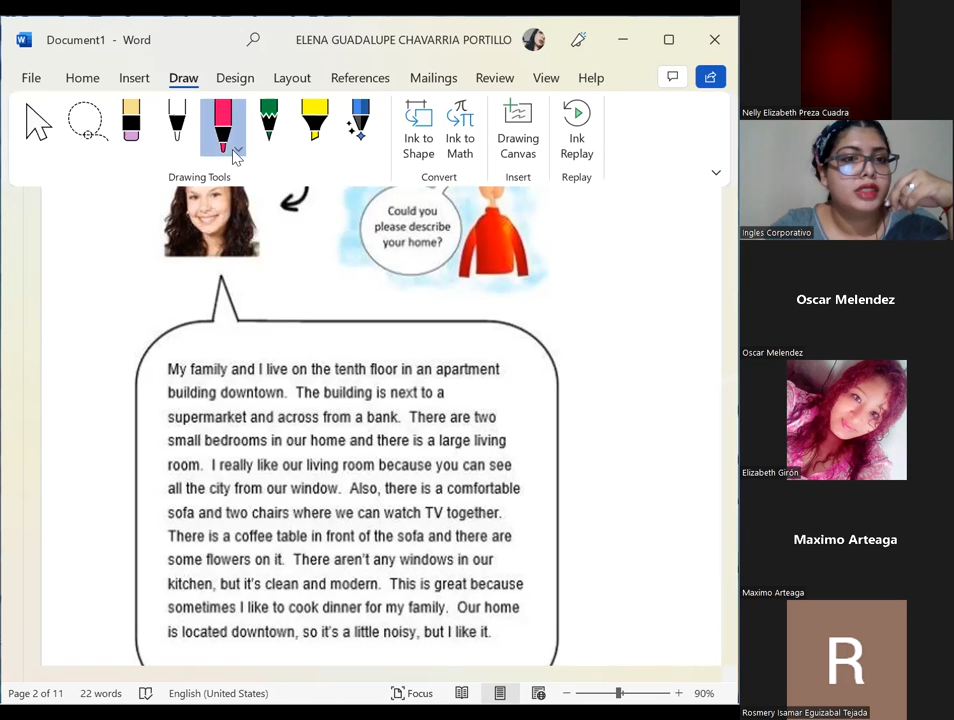 Document1 - Word
ELENA GUADALUPE CHAVARRIA PORTILLO
File Home Insert Draw Design Layout References Mailings Review View Help
Ink to Shape
Ink to Math
Drawing Canvas
Ink Replay
Drawing Tools
Convert
Insert
Replay
Could you
please describe
your home?
My family and I live on the tenth floor in an apartment
building downtown. The building is next to a
supermarket and across from a bank. There are two
small bedrooms in our home and there is a large living
room. I really like our living room because you can see
all the city from our window. Also, there is a comfortable
sofa and two chairs where we can watch TV together.
There is a coffee table in front of the sofa and there are
some flowers on it. There aren't any windows in our
kitchen, but it's clean and modern. This is great because
sometimes I like to cook dinner for my family. Our home
is located downtown, so it's a little noisy, but I like it.
Page 2 of 11 22 words English (United States) Focus 90%
Nelly Elizabeth Preza Cuadra
Ingles Corporativo
Oscar Melendez
Oscar Melendez
Elizabeth Girón
Maximo Arteaga
Maximo Arteaga
R
Rosmery Isamar Eguizabal Tejada